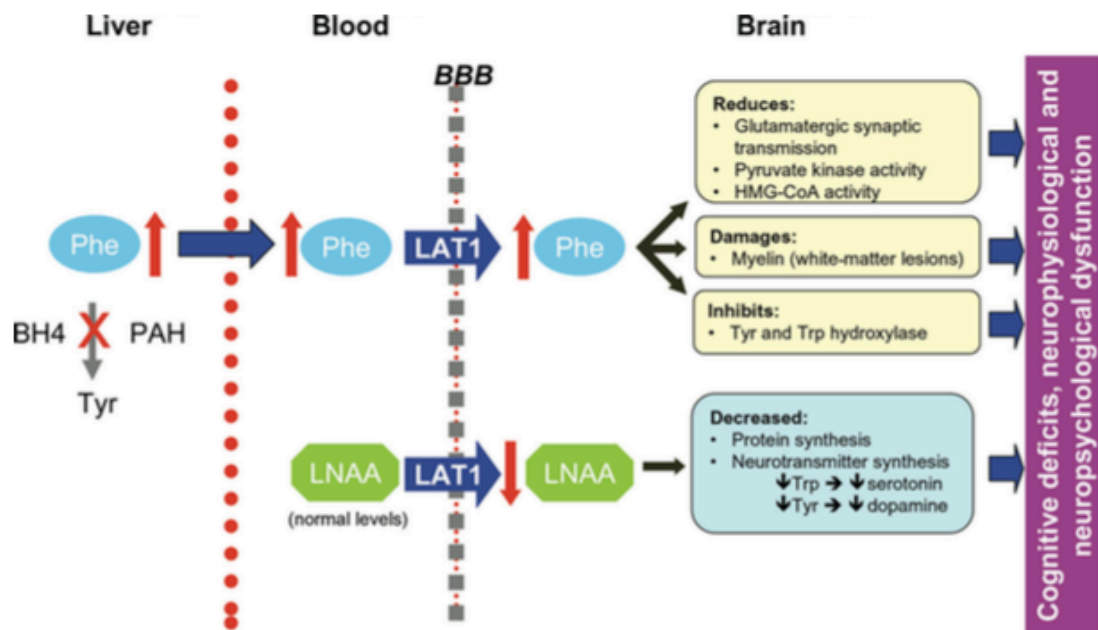 Liver
Blood
Brain
BBB
Phe
Phe
LAT1
Phe
BH4
X
PAH
Tyr
Reduces:
• Glutamatergic synaptic
transmission
• Pyruvate kinase activity
• HMG-CoA activity
Damages:
• Myelin (white-matter lesions)
Inhibits:
• Tyr and Trp hydroxylase
LNAA
(normal levels)
LAT1
LNAA
Decreased:
• Protein synthesis
• Neurotransmitter synthesis
↓Trp → ↓ serotonin
↓Tyr → ↓ dopamine
Cognitive deficits, neurophysiological and
neuropsychological dysfunction